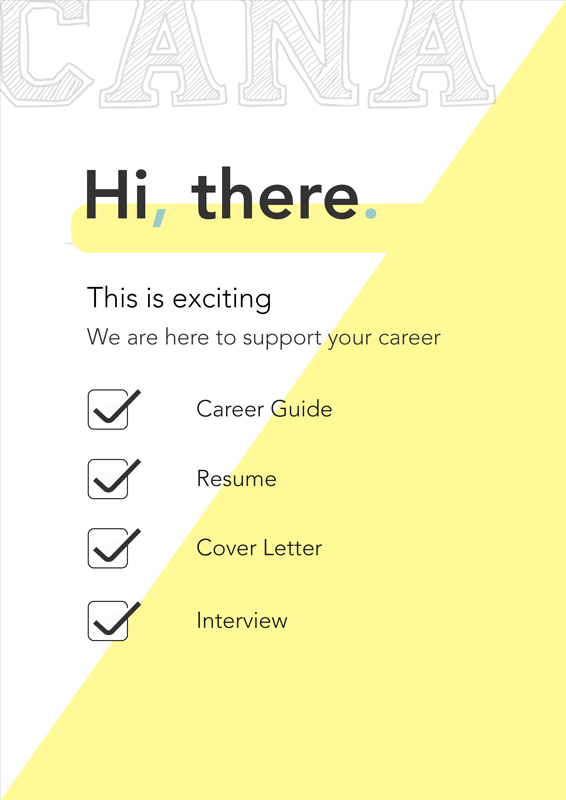 CANA
Hi, there.
This is exciting
We are here to support your career
Career Guide
Resume
Cover Letter
Interview